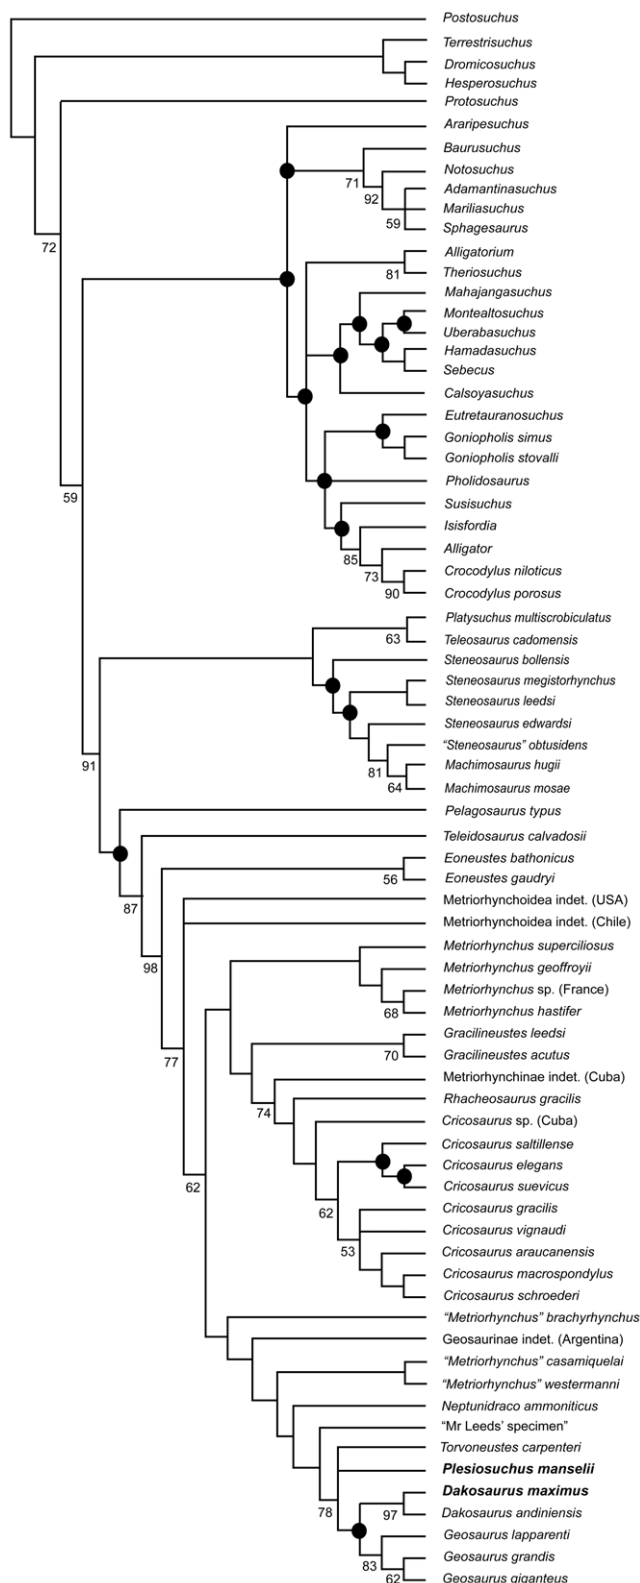 Postosuchus
Terrestrisuchus
Dromicosuchus
Hesperosuchus
Protosuchus
Araripesuchus
Baurusuchus
71
Notosuchus
92
Adamantinasuchus
Mariliasuchus
59
Sphagesaurus
72
Alligatorium
81
Theriosuchus
Mahajangasuchus
Montealtosuchus
Uberabasuchus
Hamadasuchus
Sebecus
Calsoyasuchus
Eutretauranosuchus
Goniopholis simus
Goniopholis stovalli
Pholidosaurus
59
Susisuchus
Isisfordia
85
Alligator
73
Crocodylus niloticus
90
Crocodylus porosus
Platysuchus multiscrobiculatus
63
Teleosaurus cadomensis
Steneosaurus bollensis
Steneosaurus megistorhynchus
Steneosaurus leedsi
Steneosaurus edwardsi
“Steneosaurus” obtusidens
91
81
Machimosaurus hugii
64
Machimosaurus mosae
Pelagosaurus typus
Teleidosaurus calvadosii
Eoneustes bathonicus
56
Eoneustes gaudryi
87
Metriorhynchoidea indet. (USA)
Metriorhynchoidea indet. (Chile)
Metriorhynchus superciliosus
98
Metriorhynchus geoffroyii
Metriorhynchus sp. (France)
68
Metriorhynchus hastifer
Gracilineustes leedsi
70
Gracilineustes acutus
77
Metriorhynchinae indet. (Cuba)
74
Rhacheosaurus gracilis
Cricosaurus sp. (Cuba)
Cricosaurus saltillense
Cricosaurus elegans
62
Cricosaurus suevicus
62
Cricosaurus gracilis
Cricosaurus vignaudi
53
Cricosaurus araucanensis
Cricosaurus macrospondylus
Cricosaurus schroederi
“Metriorhynchus” brachyrhynchus
Geosaurinae indet. (Argentina)
“Metriorhynchus” casamiquelai
“Metriorhynchus” westermanni
Neptunidraco ammoniticus
“Mr Leeds’ specimen”
Torvoneustes carpenteri
Plesiosuchus manselii
Dakosaurus maximus
78
97
Dakosaurus andiniensis
Geosaurus lapparenti
83
Geosaurus grandis
62
Geosaurus giganteus